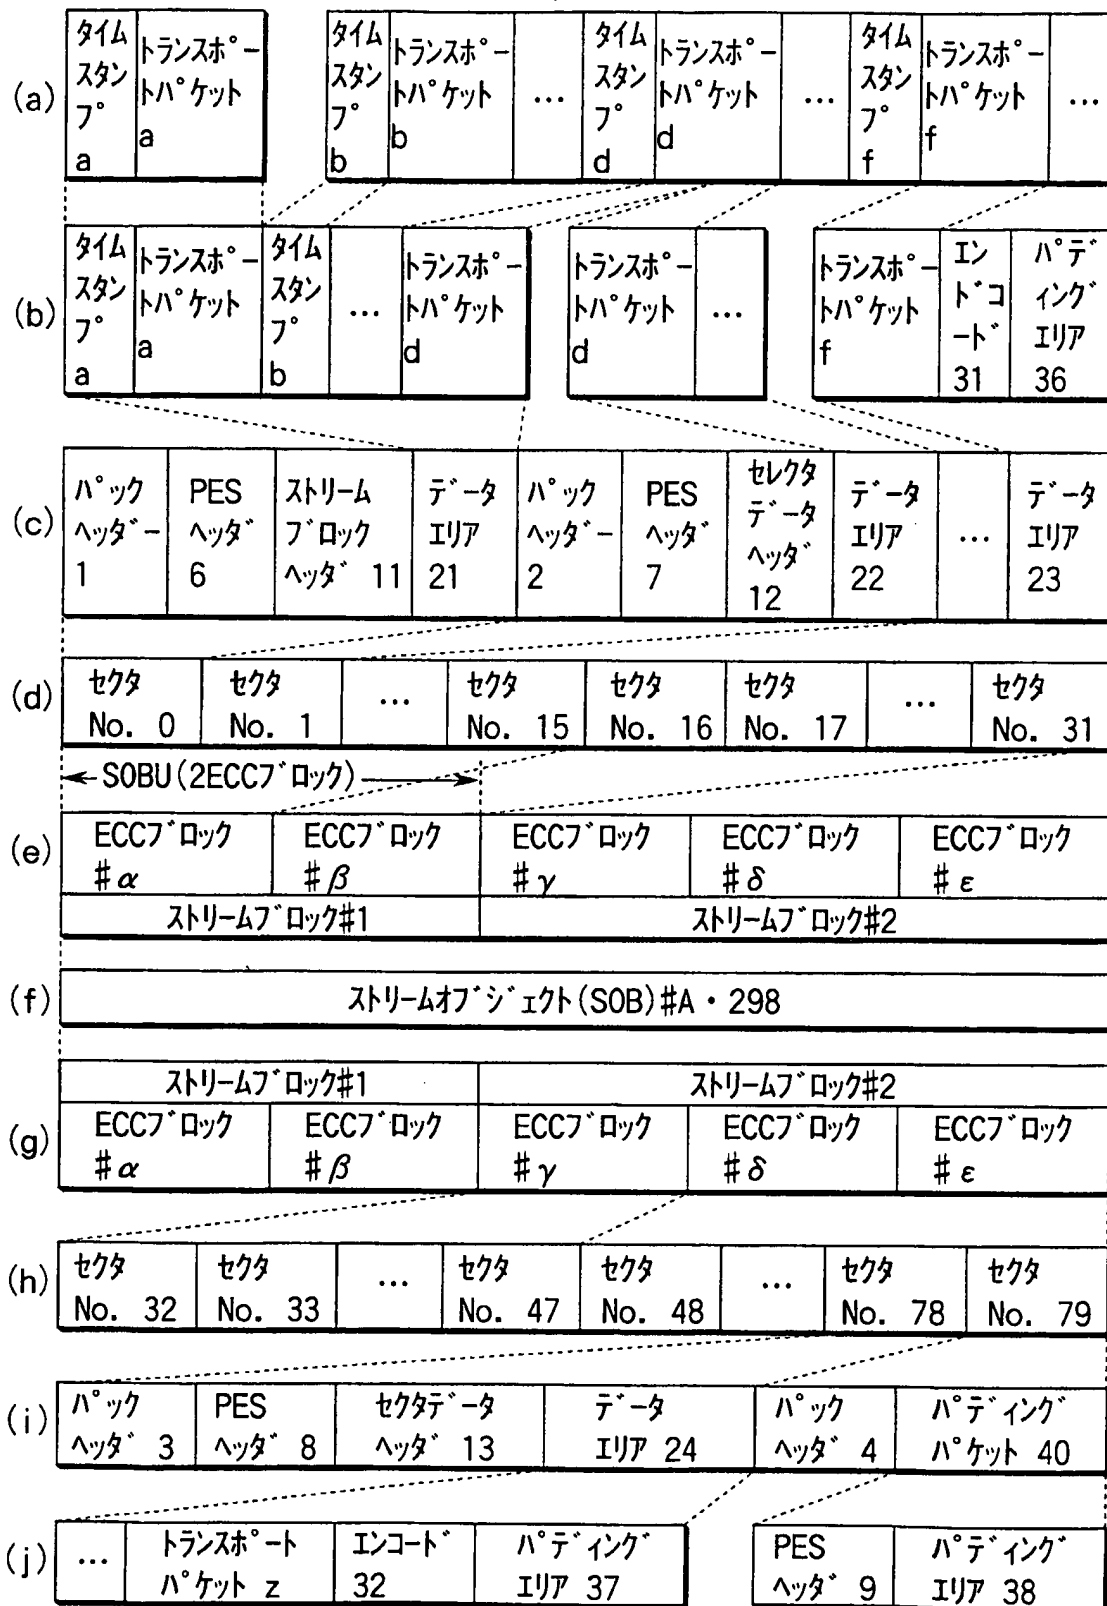 (a)
タイム
スタン
プ
a
トランスポー
トパケット
a
タイム
スタン
プ
b
トランスポー
トパケット
b
...
タイム
スタン
プ
d
トランスポー
トパケット
d
...
タイム
スタン
プ
f
トランスポー
トパケット
f
...
(b)
タイム
スタン
プ
a
トランスポー
トパケット
a
タイム
スタン
プ
b
...
トランスポー
トパケット
d
トランスポー
トパケット
d
...
トランスポー
トパケット
f
エン
ドコ
ード
31
パデ
ィング
エリア
36
(c)
パック
ヘッダー
1
PES
ヘッダ
6
ストリーム
ブロック
ヘッダ 11
データ
エリア
21
パック
ヘッダー
2
PES
ヘッダ
7
セレクタ
データ
ヘッダ
12
データ
エリア
22
...
データ
エリア
23
(d)
セクタ
No. 0
セクタ
No. 1
...
セクタ
No. 15
セクタ
No. 16
セクタ
No. 17
...
セクタ
No. 31
SOBU(2ECCブロック)
(e)
ECCブロック
#α
ECCブロック
#β
ECCブロック
#γ
ECCブロック
#δ
ECCブロック
#ε
ストリームブロック#1
ストリームブロック#2
(f)
ストリームオブジェクト(SOB)#A・298
ストリームブロック#1
ストリームブロック#2
(g)
ECCブロック
#α
ECCブロック
#β
ECCブロック
#γ
ECCブロック
#δ
ECCブロック
#ε
(h)
セクタ
No. 32
セクタ
No. 33
...
セクタ
No. 47
セクタ
No. 48
...
セクタ
No. 78
セクタ
No. 79
(i)
パック
ヘッダ 3
PES
ヘッダ 8
セクタデータ
ヘッダ 13
データ
エリア 24
パック
ヘッダ 4
パディング
パケット 40
(j)
...
トランスポート
パケット z
エンコード
32
パディング
エリア 37
PES
ヘッダ 9
パディング
エリア 38